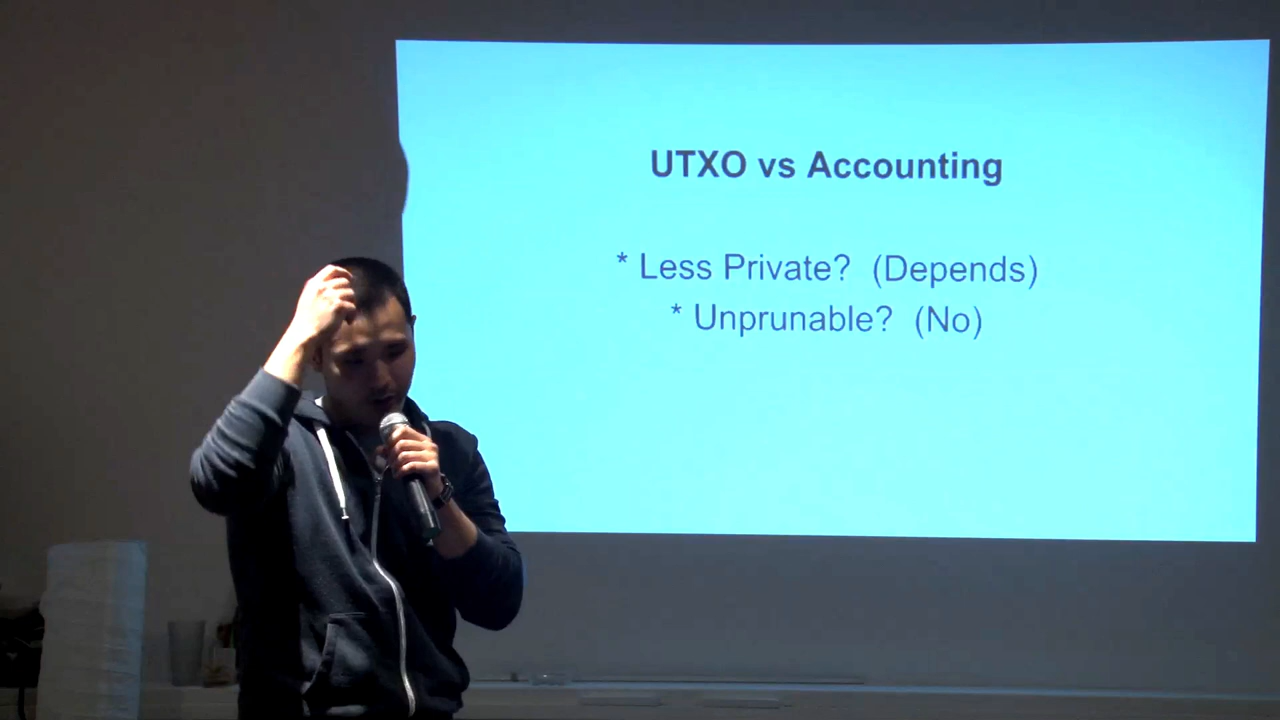 UTXO vs Accounting
* Less Private? (Depends)
* Unprunable? (No)